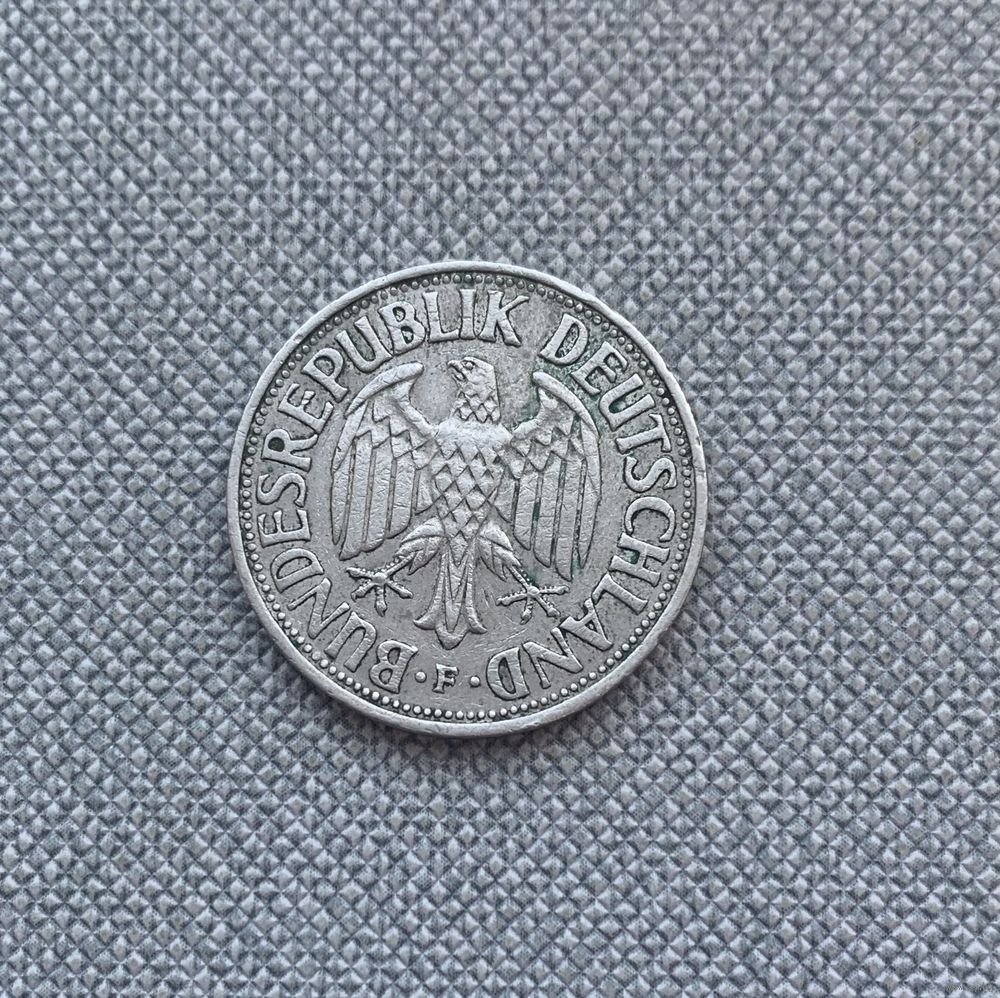 BUNDESREPUBLIK DEUTSCHLAND
· F ·